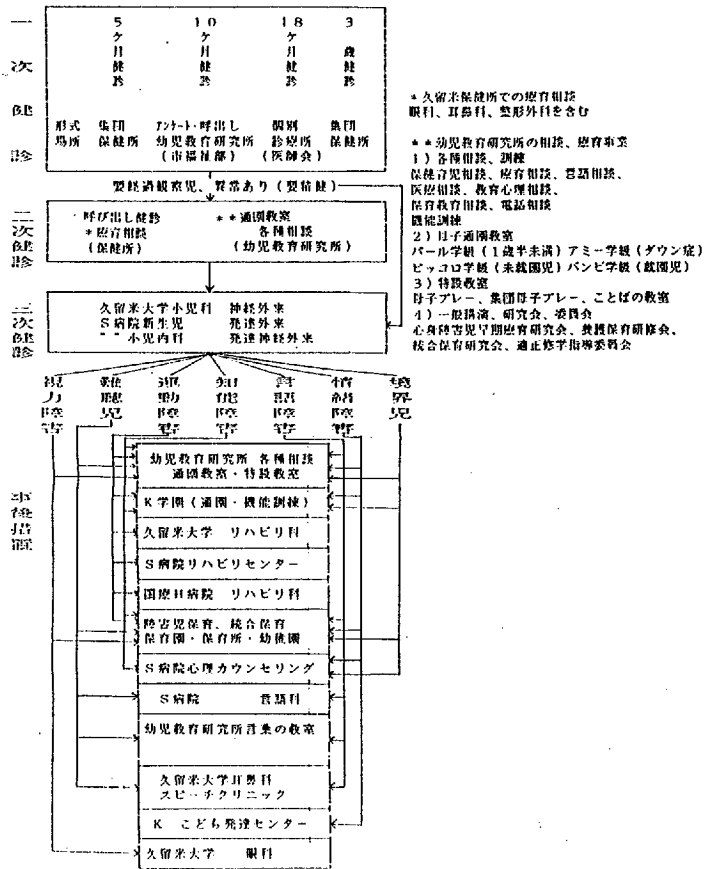 一次健診
5ヶ月健診 10ヶ月健診 18ヶ月健診 3歳健診
形式 集団 アンケート・呼出し 個別 集団
場所 保健所 幼児教育研究所 診療所 保健所
(市福祉部) (医師会)
要経過観察児、異常あり(要精健)
二次健診
・呼び出し健診 **通園教室
*療育相談 各種相談
(保健所) (幼児教育研究所)
三次健診
久留米大学小児科 神経外来
S病院新生児 発達外来
〃 小児内科 発達神経外来
*久留米保健所での療育相談
眼科、耳鼻科、整形外科を含む
**幼児教育研究所の相談、療育事業
1)各種相談、訓練
保健育児相談、療育相談、言語相談、
医療相談、教育心理相談、
保育教育相談、電話相談
機能訓練
2)母子通園教室
パール学級(1歳半未満)アミー学級(ダウン症)
ピッコロ学級(未就園児)バンビ学級(就園児)
3)特設教室
母子プレー、集団母子プレー、ことばの教室
4)一般講演、研究会、委員会
心身障害児早期療育研究会、養護保育研修会、
統合保育研究会、適正修学指導委員会
視力障害 難聴児 運動障害 知能障害 言語障害 情緒障害 境界児
事後措置
幼児教育研究所 各種相談
通園教室・特設教室
K学園(通園・機能訓練)
久留米大学 リハビリ科
S病院リハビリセンター
国療H病院 リハビリ科
障害児保育、統合保育
保育園・保育所・幼稚園
S病院心理カウンセリング
S病院 言語科
幼児教育研究所言葉の教室
久留米大学耳鼻科
スピーチクリニック
K こども発達センター
久留米大学 眼科